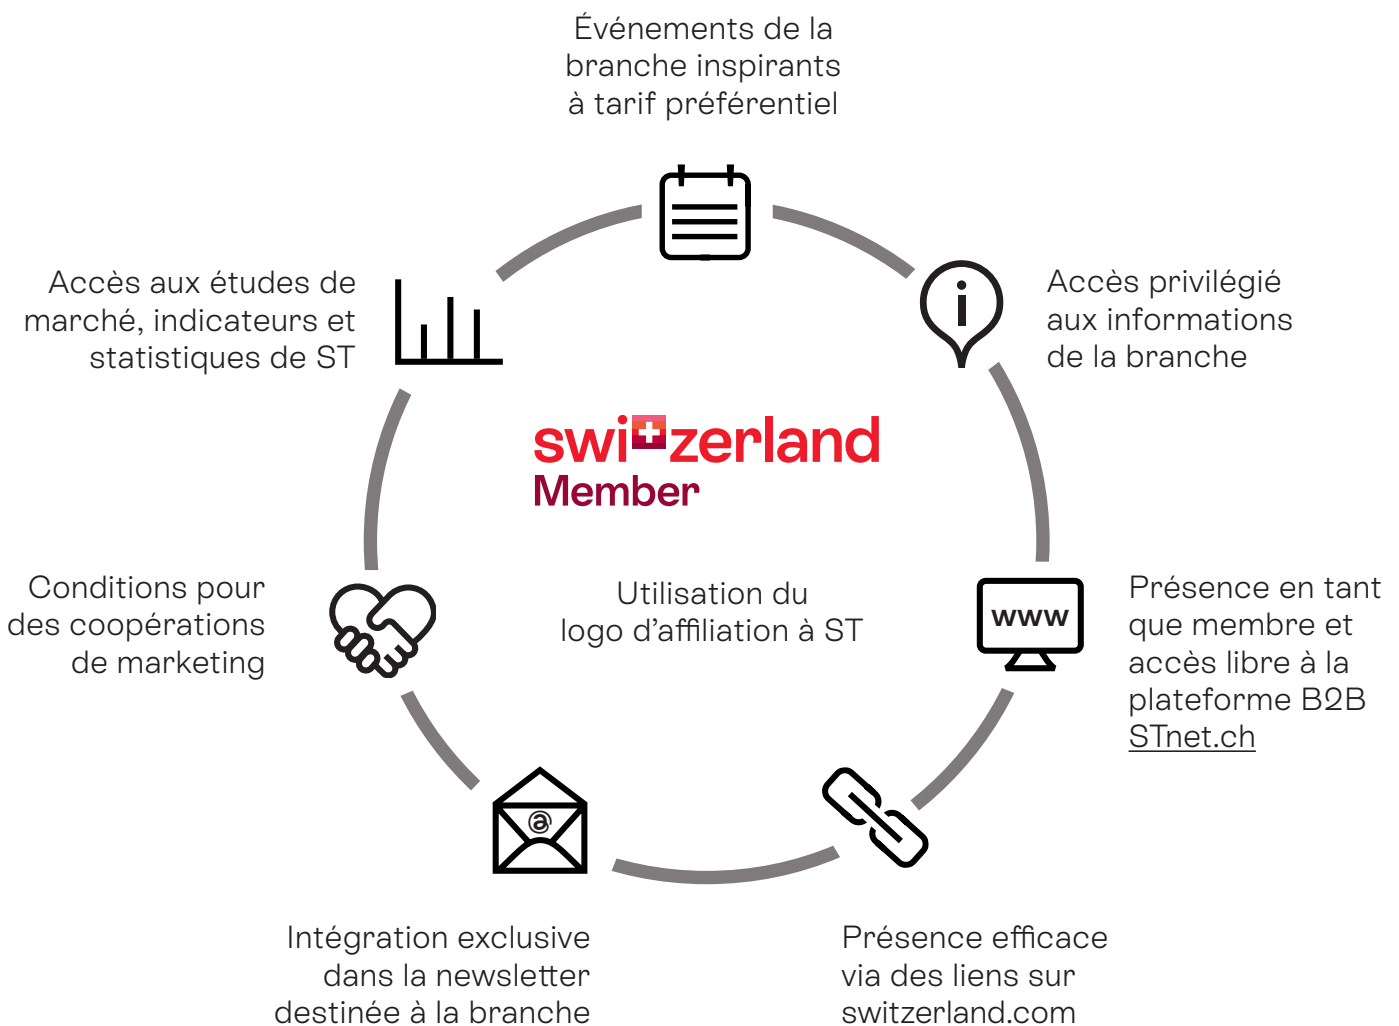 Événements de la
branche inspirants
à tarif préférentiel
Accès privilégié
aux informations
de la branche
i
www
Présence en tant
que membre et
accès libre à la
plateforme B2B
STnet.ch
Présence efficace
via des liens sur
switzerland.com
@
Intégration exclusive
dans la newsletter
destinée à la branche
Conditions pour
des coopérations
de marketing
Accès aux études de
marché, indicateurs et
statistiques de ST
switzerland
Member
Utilisation du
logo d’affiliation à ST